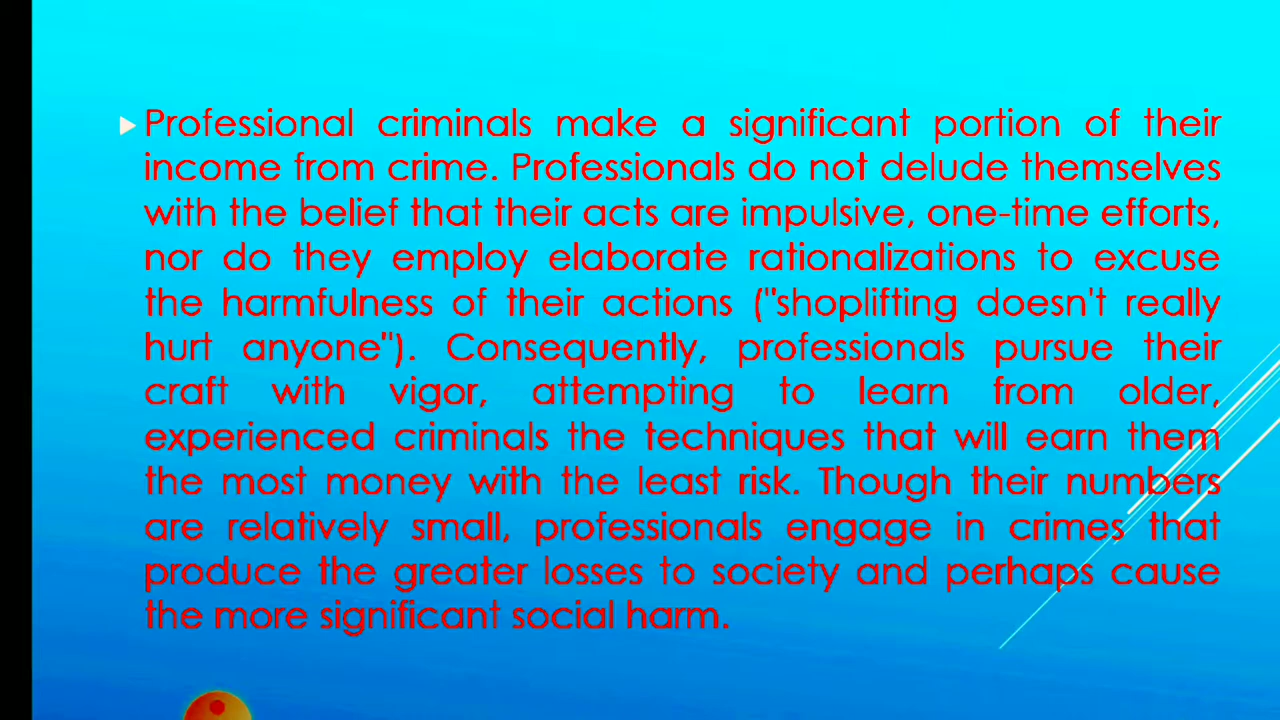 Professional criminals make a significant portion of their
income from crime. Professionals do not delude themselves
with the belief that their acts are impulsive, one-time efforts,
nor do they employ elaborate rationalizations to excuse
the harmfulness of their actions ("shoplifting doesn't really
hurt anyone"). Consequently, professionals pursue their
craft with vigor, attempting to learn from older,
experienced criminals the techniques that will earn them
the most money with the least risk. Though their numbers
are relatively small, professionals engage in crimes that
produce the greater losses to society and perhaps cause
the more significant social harm.